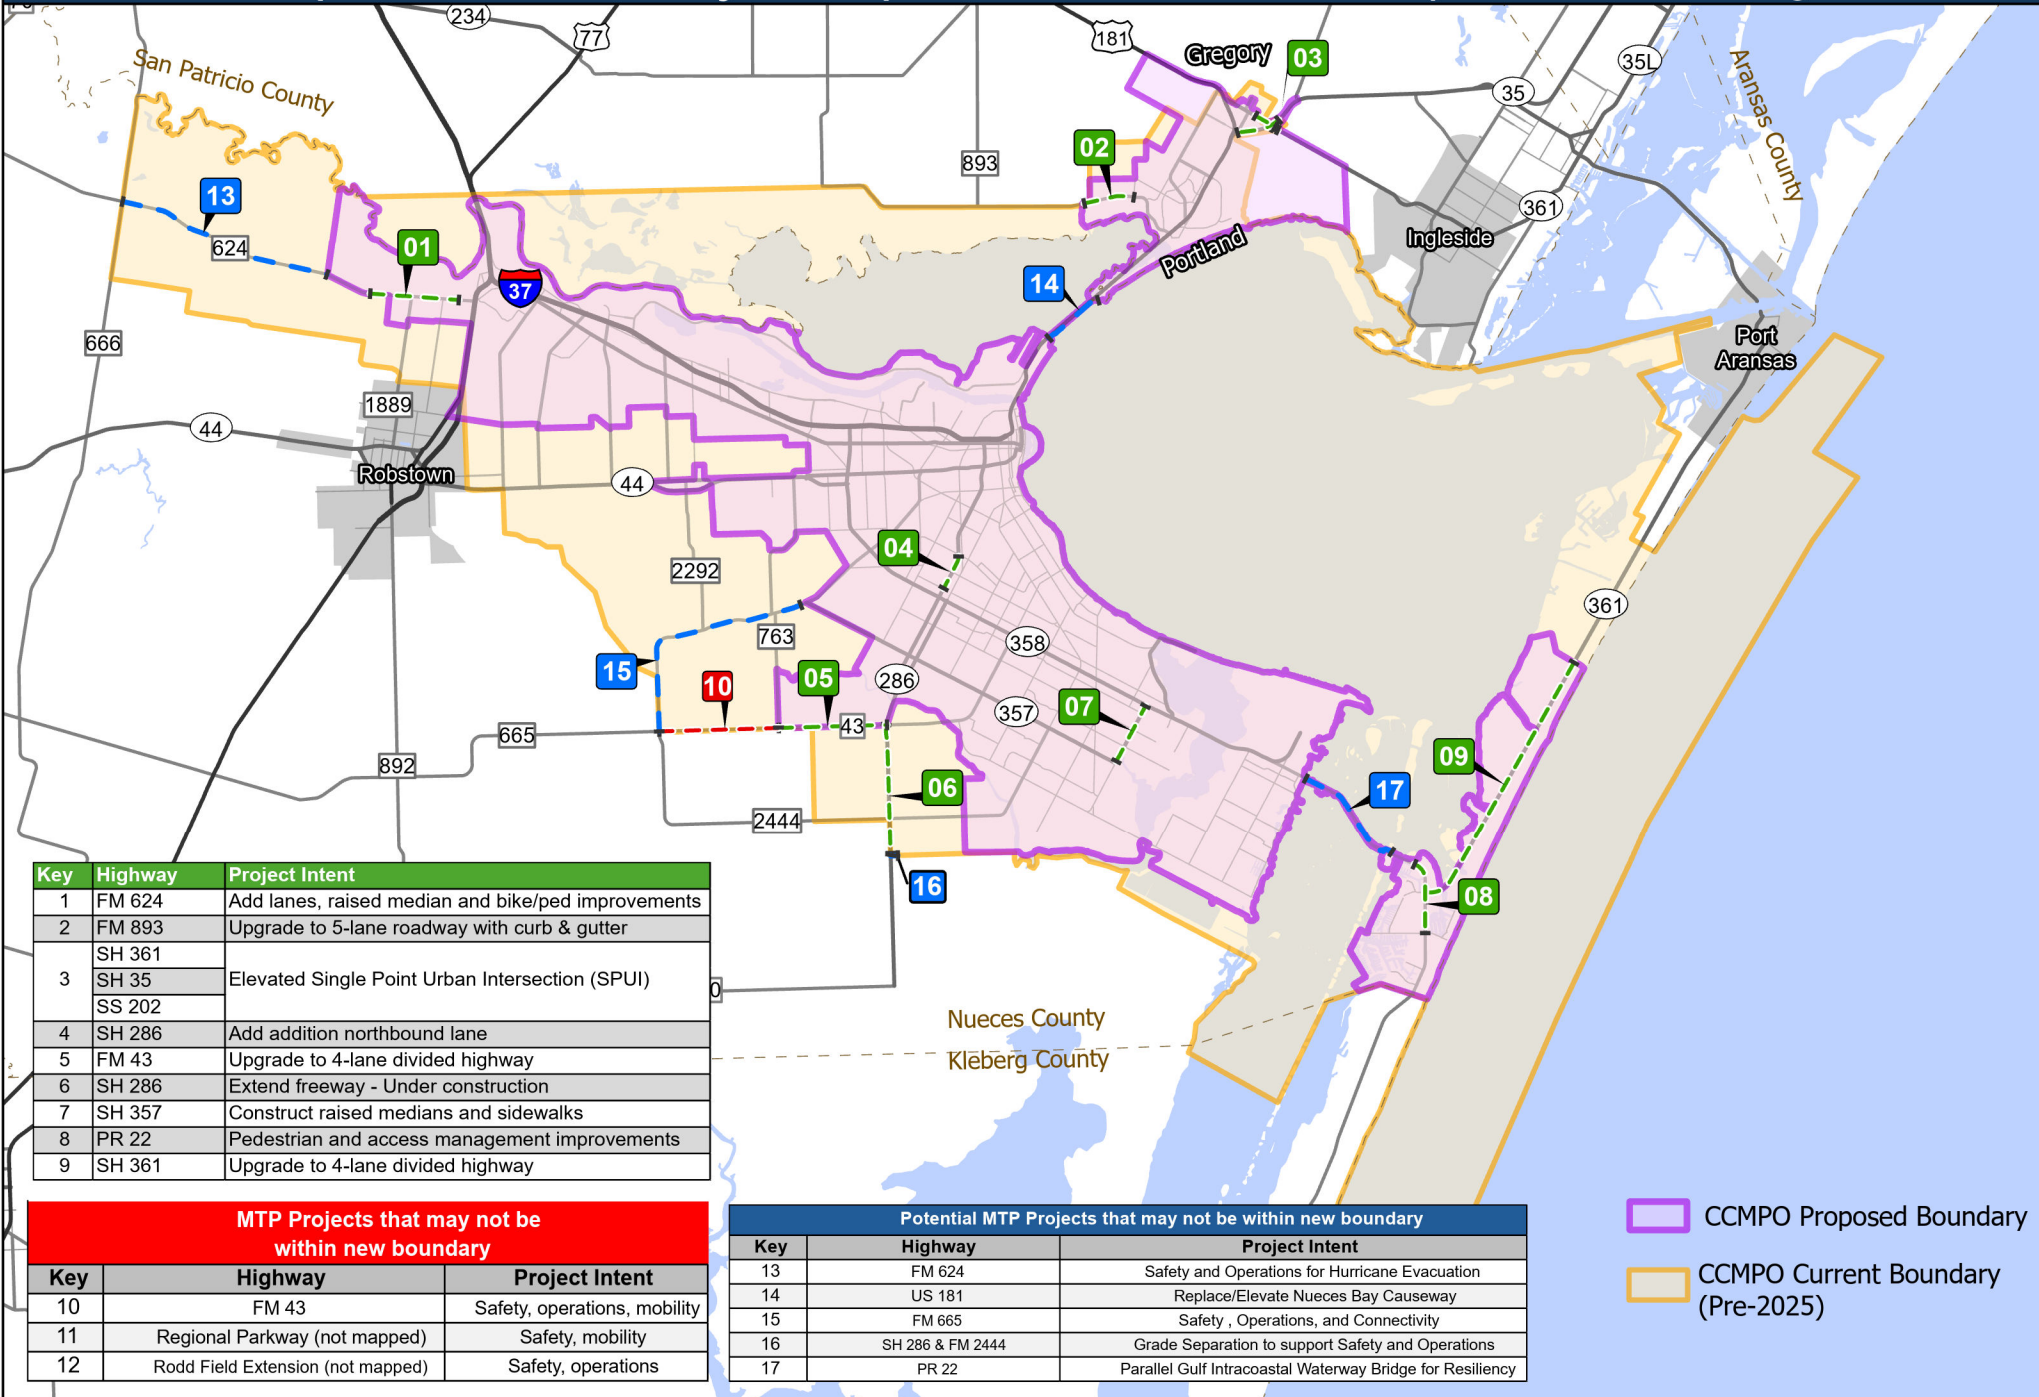 234
77
181
Gregory
03
35
35L
San Patricio County
Aransas County
893
02
13
624
01
37
361
Ingleside
Portland
14
666
Port
Aransas
1889
44
Robstown
44
04
2292
361
763
358
15
10
05
286
357
07
43
665
892
09
06
17
2444
16
08
0
Nueces County
Kleberg County
Key Highway Project Intent
1 FM 624 Add lanes, raised median and bike/ped improvements
2 FM 893 Upgrade to 5-lane roadway with curb & gutter
3 SH 361
SH 35 Elevated Single Point Urban Intersection (SPUI)
SS 202
4 SH 286 Add addition northbound lane
5 FM 43 Upgrade to 4-lane divided highway
6 SH 286 Extend freeway - Under construction
7 SH 357 Construct raised medians and sidewalks
8 PR 22 Pedestrian and access management improvements
9 SH 361 Upgrade to 4-lane divided highway
MTP Projects that may not be
within new boundary
Key Highway Project Intent
10 FM 43 Safety, operations, mobility
11 Regional Parkway (not mapped) Safety, mobility
12 Rodd Field Extension (not mapped) Safety, operations
Potential MTP Projects that may not be within new boundary
Key Highway Project Intent
13 FM 624 Safety and Operations for Hurricane Evacuation
14 US 181 Replace/Elevate Nueces Bay Causeway
15 FM 665 Safety , Operations, and Connectivity
16 SH 286 & FM 2444 Grade Separation to support Safety and Operations
17 PR 22 Parallel Gulf Intracoastal Waterway Bridge for Resiliency
CCMPO Proposed Boundary
CCMPO Current Boundary
(Pre-2025)